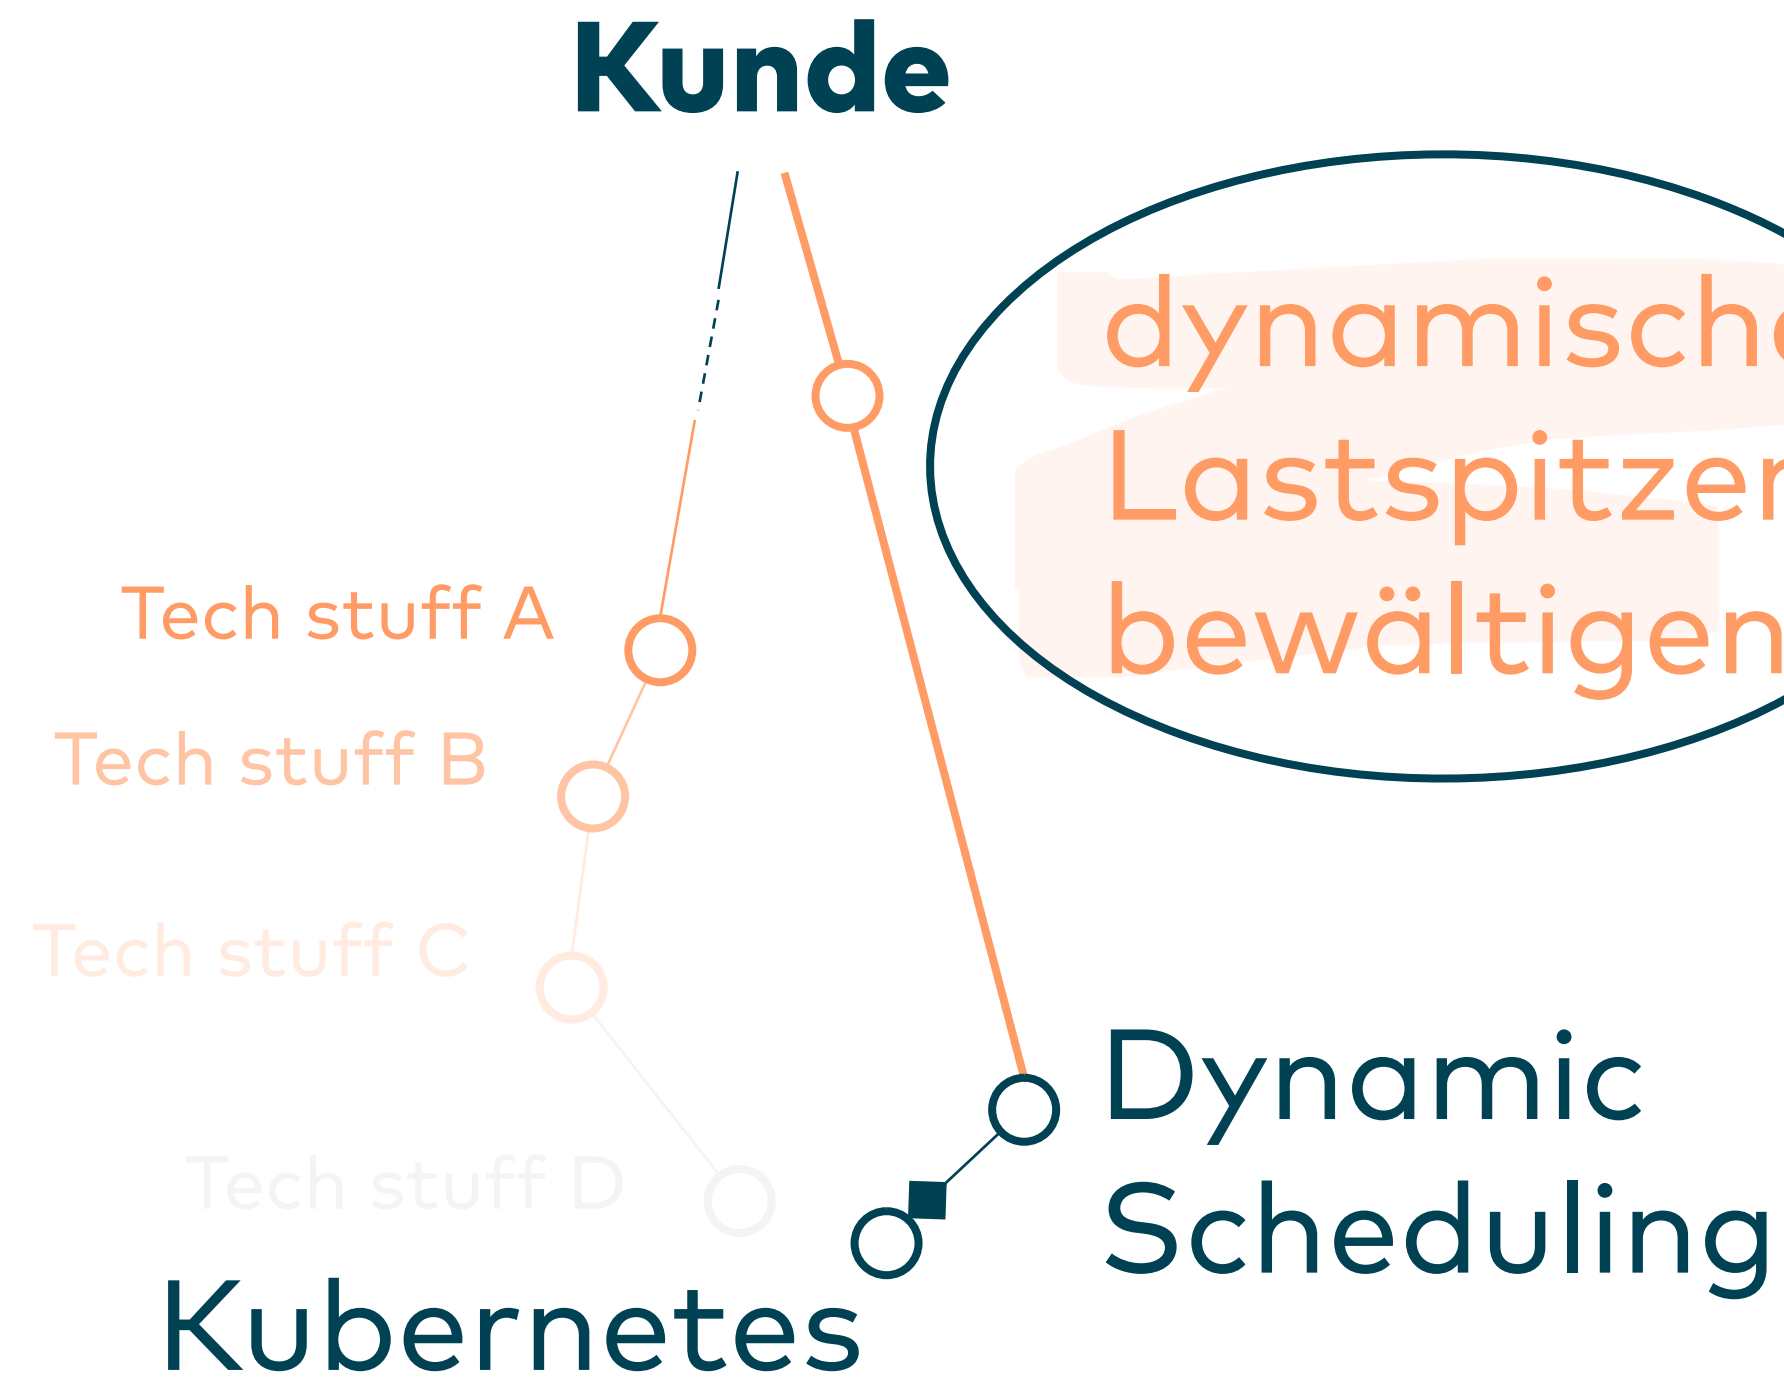 Kunde
dynamische
Lastspitzen
bewältigen
Tech stuff A
Tech stuff B
Tech stuff C
Dynamic
Scheduling
Tech stuff D
Kubernetes